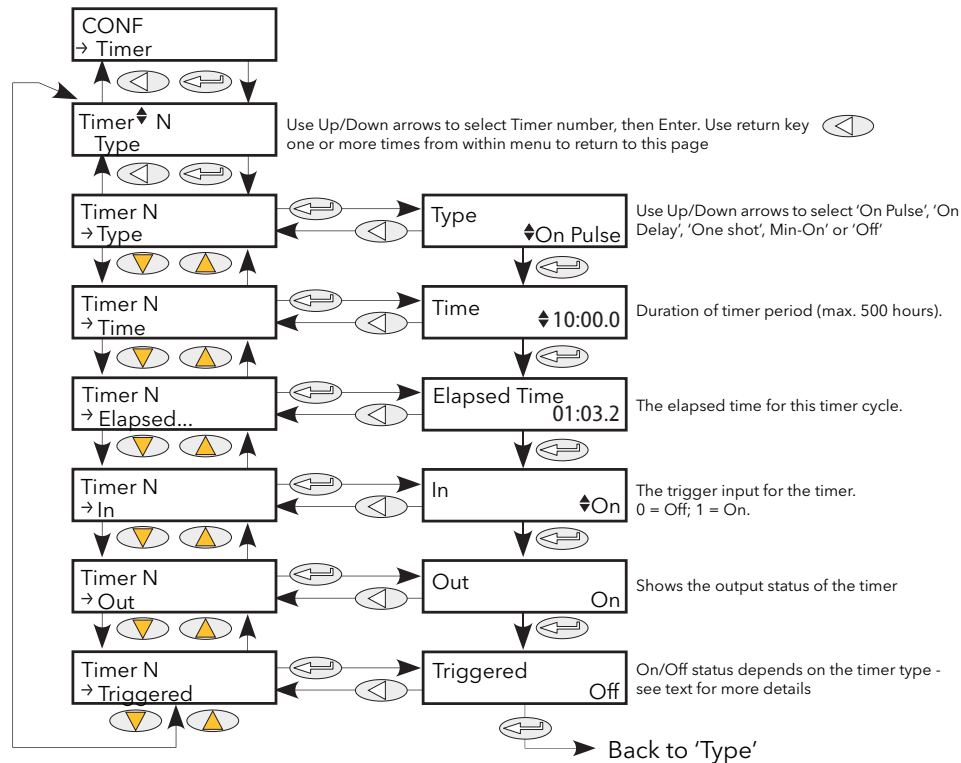 CONF
→ Timer
Timer N
Type
Use Up/Down arrows to select Timer number, then Enter. Use return key
one or more times from within menu to return to this page
Timer N
→ Type
Type
On Pulse
Use Up/Down arrows to select ‘On Pulse’, ‘On
Delay’, ‘One shot’, Min-On’ or ‘Off’
Timer N
→ Time
Time
10:00.0
Duration of timer period (max. 500 hours).
Timer N
→ Elapsed...
Elapsed Time
01:03.2
The elapsed time for this timer cycle.
Timer N
→ In
In
On
The trigger input for the timer.
0 = Off; 1 = On.
Timer N
→ Out
Out
On
Shows the output status of the timer
Timer N
→ Triggered
Triggered
Off
On/Off status depends on the timer type -
see text for more details
Back to ‘Type’